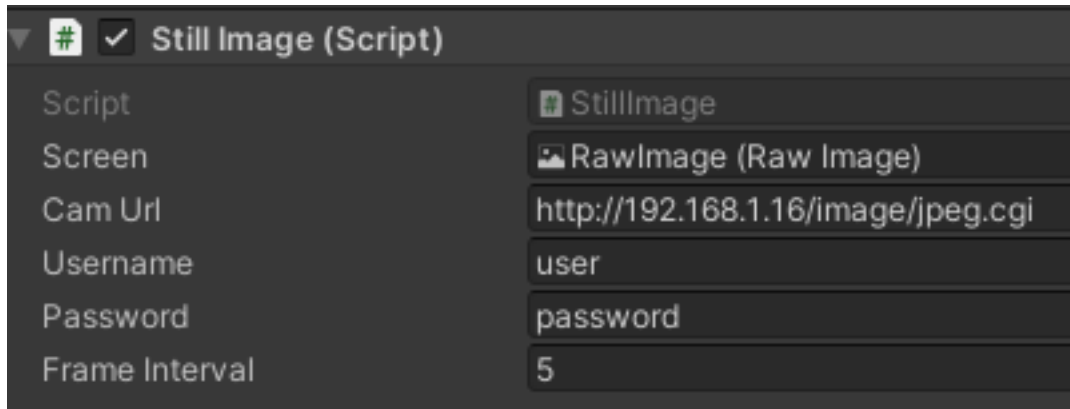 # Still Image (Script)
Script # StillImage
Screen RawImage (Raw Image)
Cam Url http://192.168.1.16/image/jpeg.cgi
Username user
Password password
Frame Interval 5